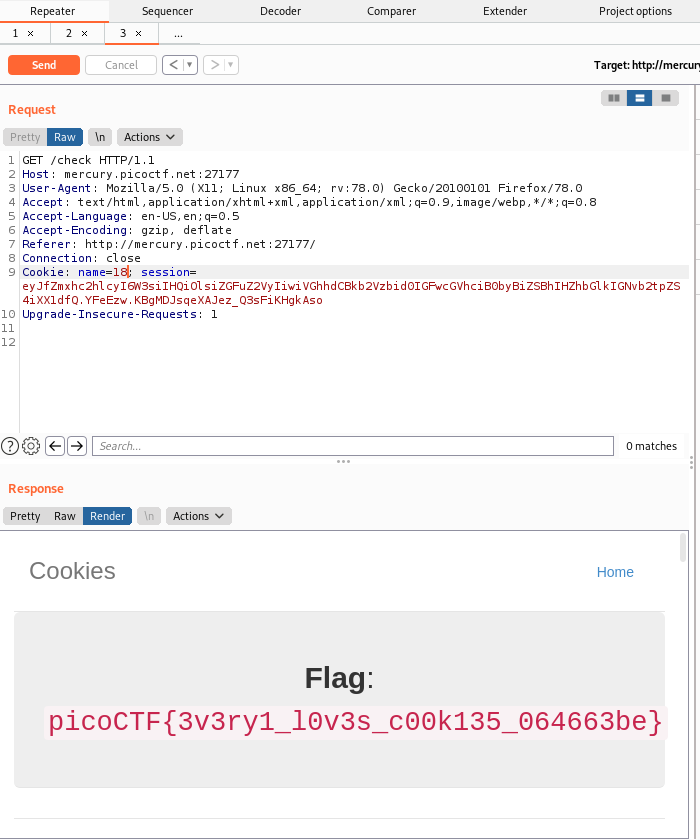 Repeater Sequencer Decoder Comparer Extender Project options
1 × 2 × 3 × ...
Send Cancel < ▾ > ▾ Target: http://mercury
Request
Pretty Raw \n Actions
1 GET /check HTTP/1.1
2 Host: mercury.picoctf.net:27177
3 User-Agent: Mozilla/5.0 (X11; Linux x86_64; rv:78.0) Gecko/20100101 Firefox/78.0
4 Accept: text/html,application/xhtml+xml,application/xml;q=0.9,image/webp,*/*;q=0.8
5 Accept-Language: en-US,en;q=0.5
6 Accept-Encoding: gzip, deflate
7 Referer: http://mercury.picoctf.net:27177/
8 Connection: close
9 Cookie: name=18; session=
eyJfZmxhc2hlcyI6W3siIHQiOlsiZGFuZ2VyIiwiVGhhdCBkb2Vzbid0IGFwcGVhciB0byBiZSBhIHZhbGlkIGNvb2tpZS
4iXX1dfQ.YFeEzw.KBgMDJsqeXAJez_Q3sFiKHgkAso
10 Upgrade-Insecure-Requests: 1
11
12
? Search... 0 matches
Response
Pretty Raw Render \n Actions
Cookies Home
Flag:
picoCTF{3v3ry1_l0v3s_c00k135_064663be}